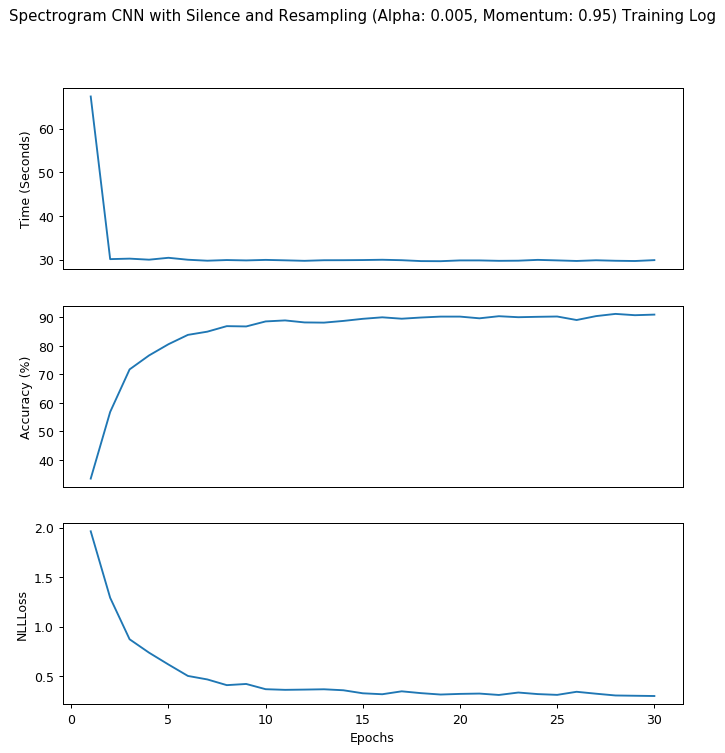 Spectrogram CNN with Silence and Resampling (Alpha: 0.005, Momentum: 0.95) Training Log
60
50
40
30
Time (Seconds)
90
80
70
60
50
40
Accuracy (%)
2.0
1.5
1.0
0.5
NLLLoss
0 5 10 15 20 25 30
Epochs